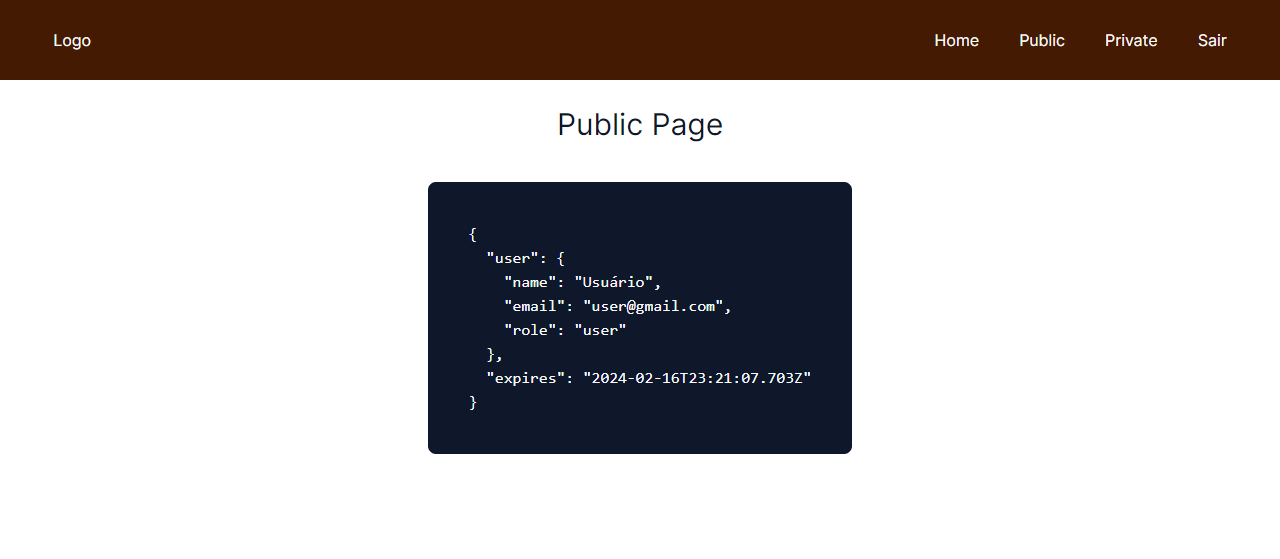 Logo
Home Public Private Sair
Public Page
{
  "user": {
    "name": "Usuário",
    "email": "user@gmail.com",
    "role": "user"
  },
  "expires": "2024-02-16T23:21:07.703Z"
}